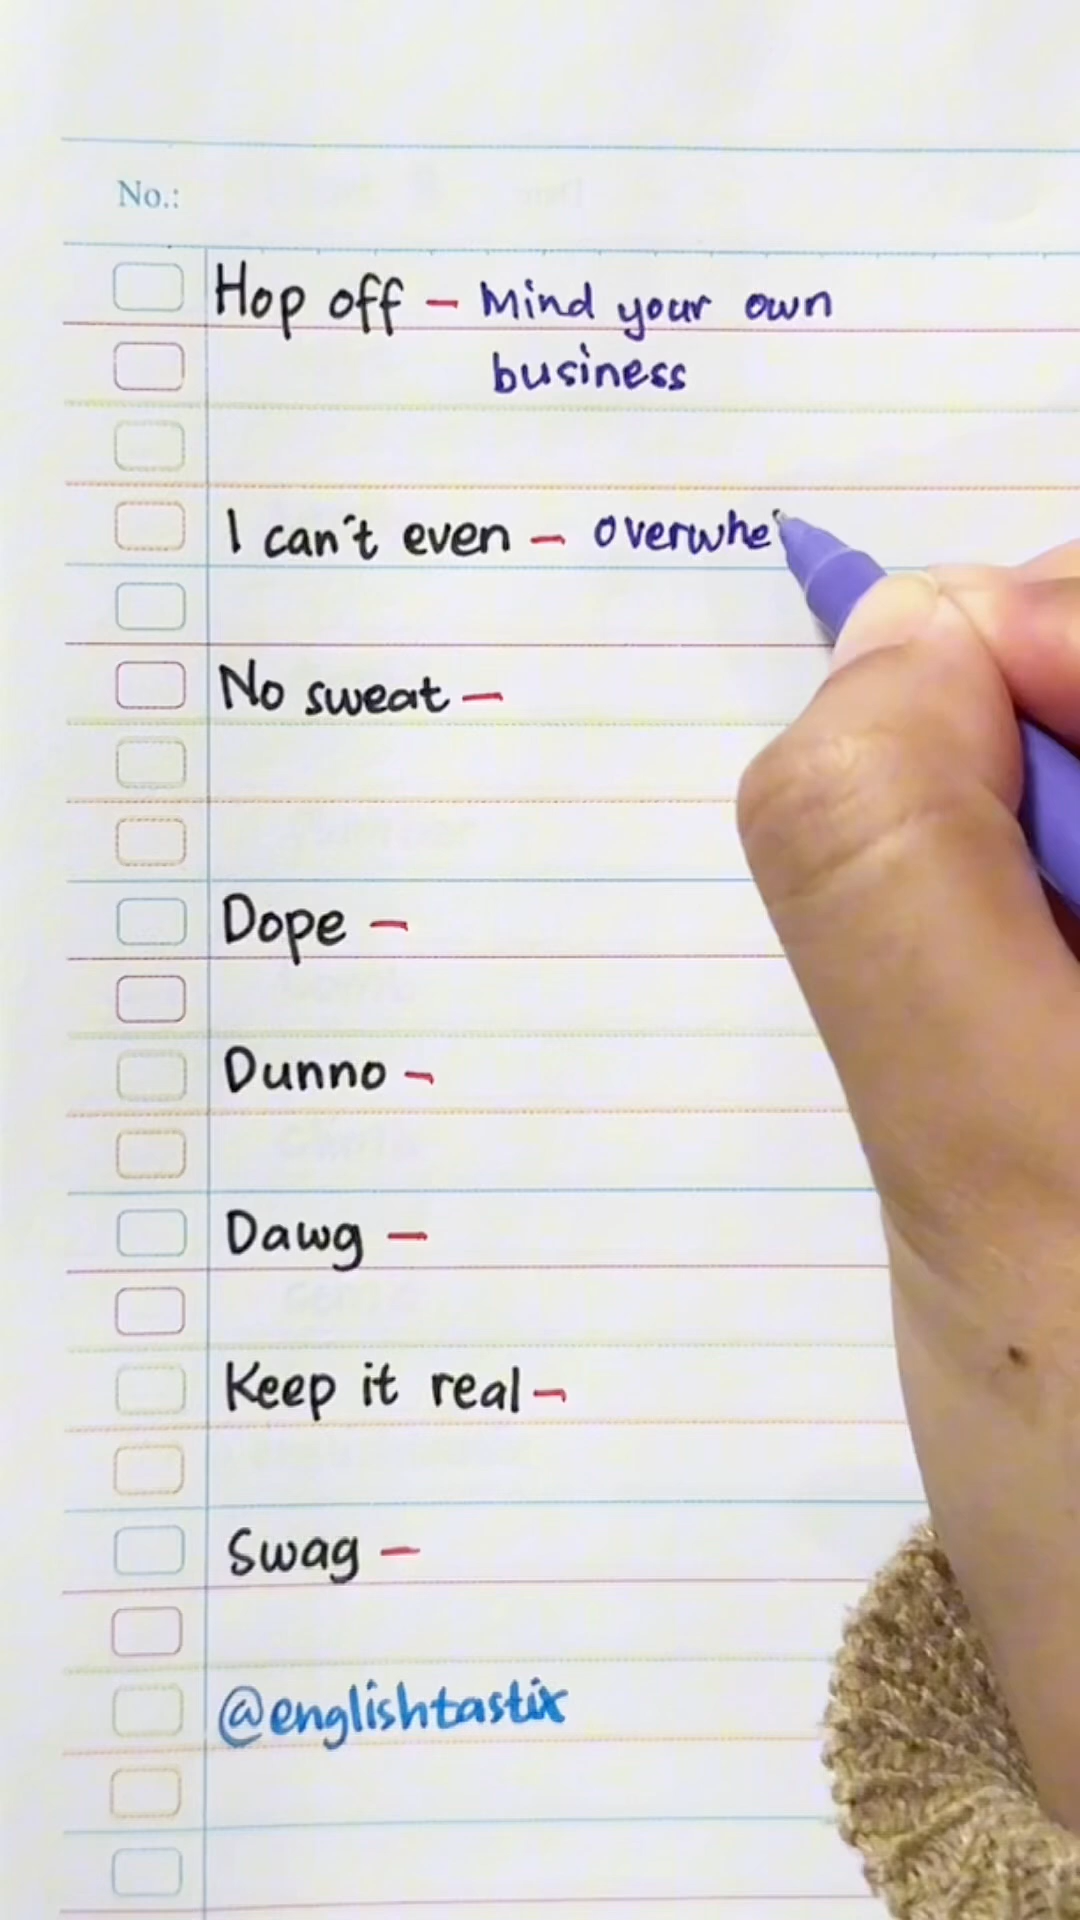 No.:
Hop off - Mind your own
business
I can't even - overwhe
No sweat -
Dope -
Dunno -
Dawg -
Keep it real -
Swag -
@englishtastix